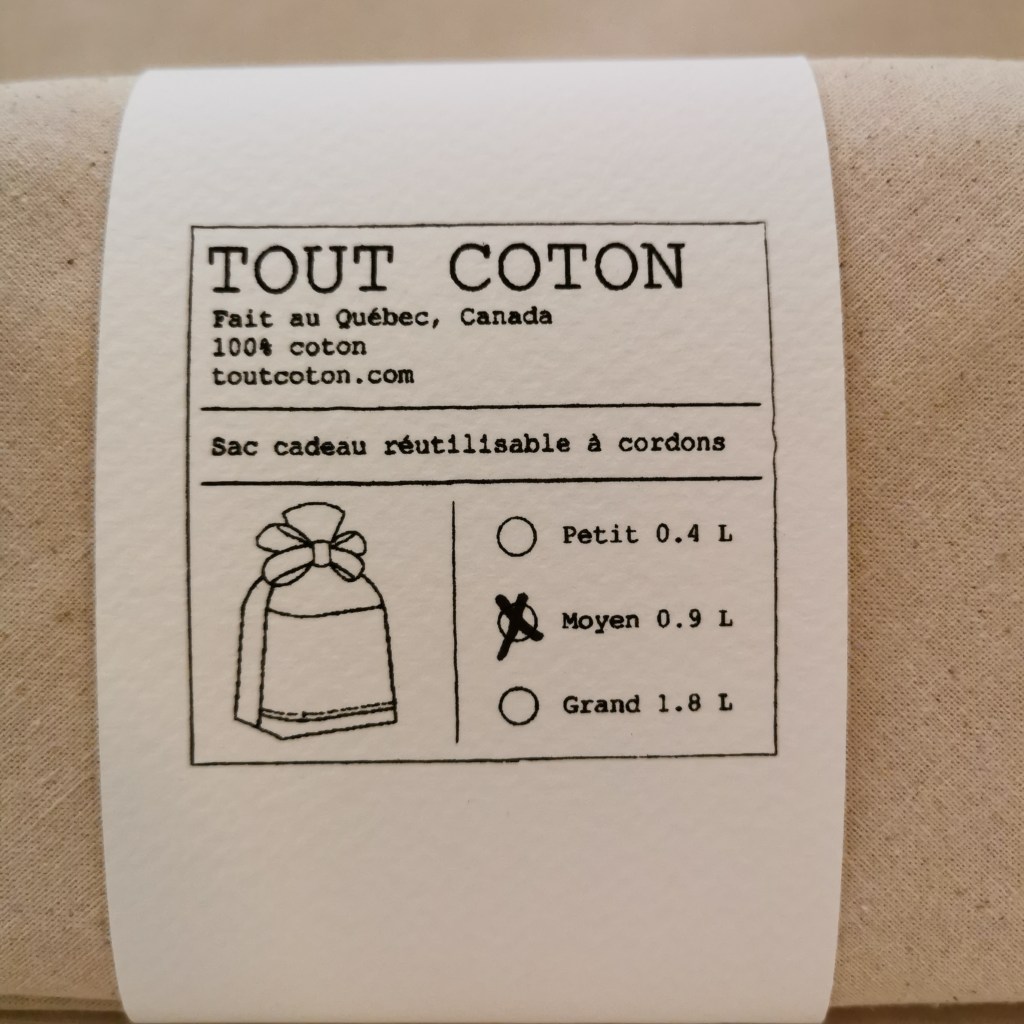 TOUT COTON
Fait au Québec, Canada
100% coton
toutcoton.com
Sac cadeau réutilisable à cordons
Petit 0.4 L
Moyen 0.9 L
Grand 1.8 L